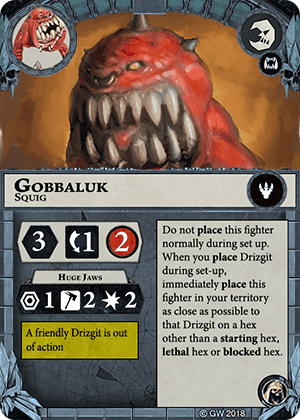 GOBBALUK
SQUIG
3 1 2
HUGE JAWS
1 2 2
A friendly Drizgit is out
of action
Do not place this fighter
normally during set up.
When you place Drizgit
during set-up,
immediately place this
fighter in your territory
as close as possible to
that Drizgit on a hex
other than a starting hex,
lethal hex or blocked hex.
© GW 2018